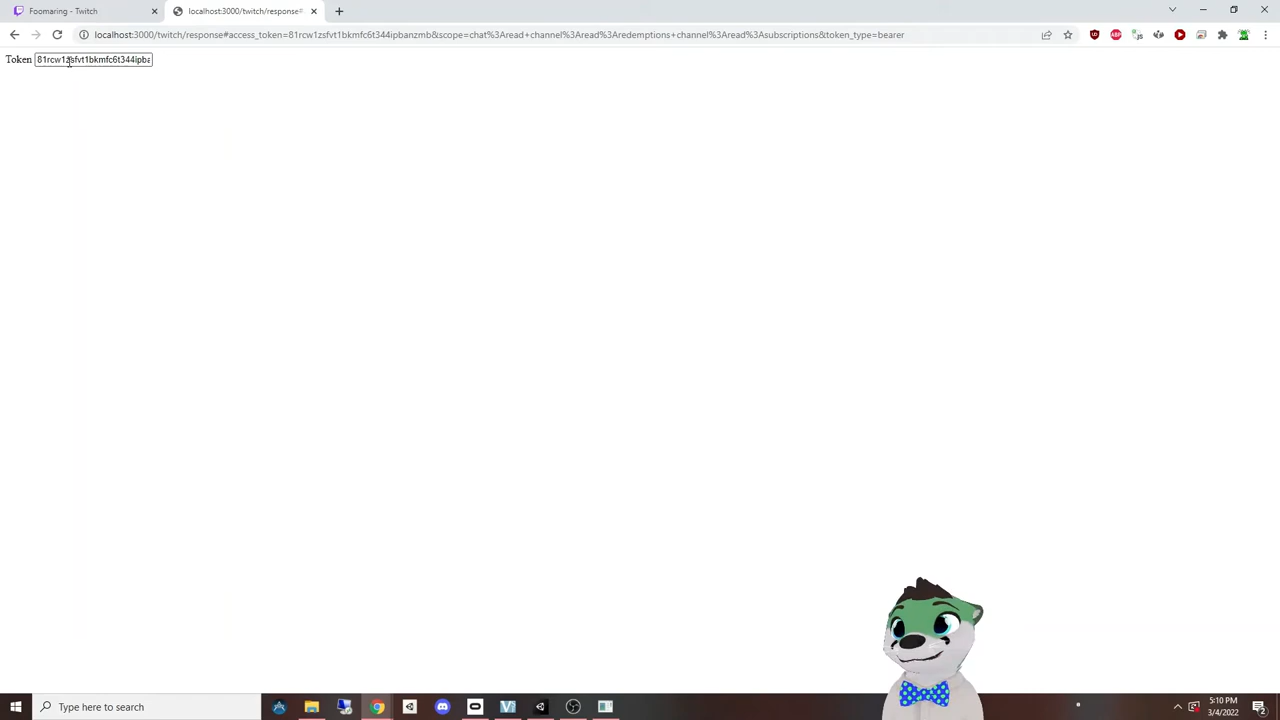 Foomaring - Twitch
localhost:3000/twitch/response#
localhost:3000/twitch/response#access_token=81rcw1zsfvt1bkmfc6t344ipbanzmb&scope=chat%3Aread+channel%3Aread%3Aredemptions+channel%3Aread%3Asubscriptions&token_type=bearer
Token 81rcw1zsfvt1bkmfc6t344ipba
Type here to search
5:10 PM
3/4/2022